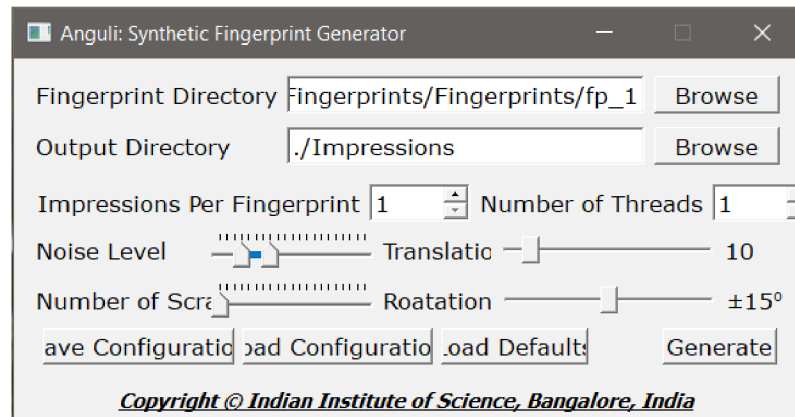 Anguli: Synthetic Fingerprint Generator
Fingerprint Directory Fingerprints/Fingerprints/fp_1 Browse
Output Directory ./Impressions Browse
Impressions Per Fingerprint 1 Number of Threads 1
Noise Level Translatio 10
Number of Scra Roatation ±15⁰
ave Configuratio oad Configuratio oad Defaults Generate
Copyright © Indian Institute of Science, Bangalore, India